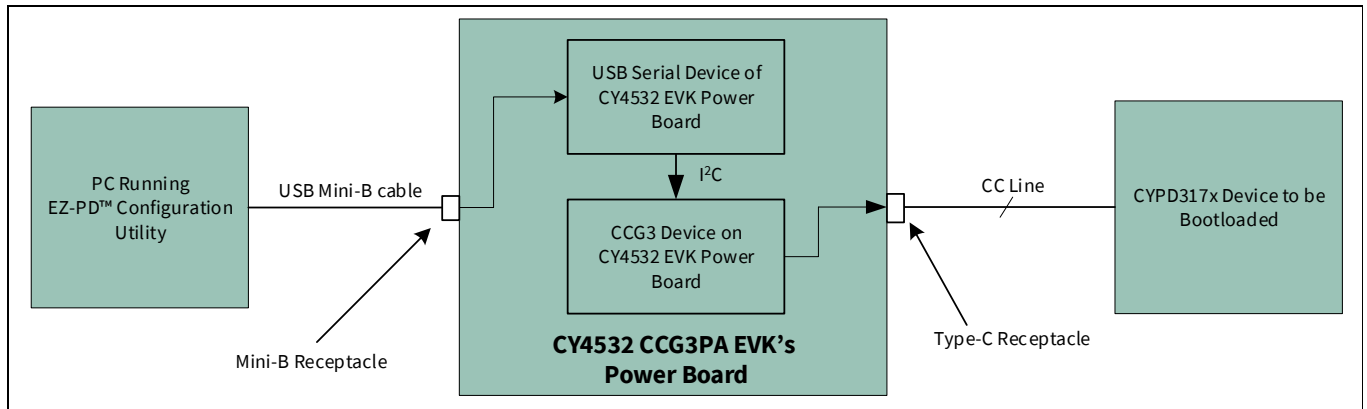 PC Running
EZ-PD™ Configuration
Utility
USB Mini-B cable
Mini-B Receptacle
USB Serial Device of
CY4532 EVK Power
Board
I²C
CCG3 Device on
CY4532 EVK Power
Board
CY4532 CCG3PA EVK’s
Power Board
CC Line
Type-C Receptacle
CYPD317x Device to be
Bootloaded